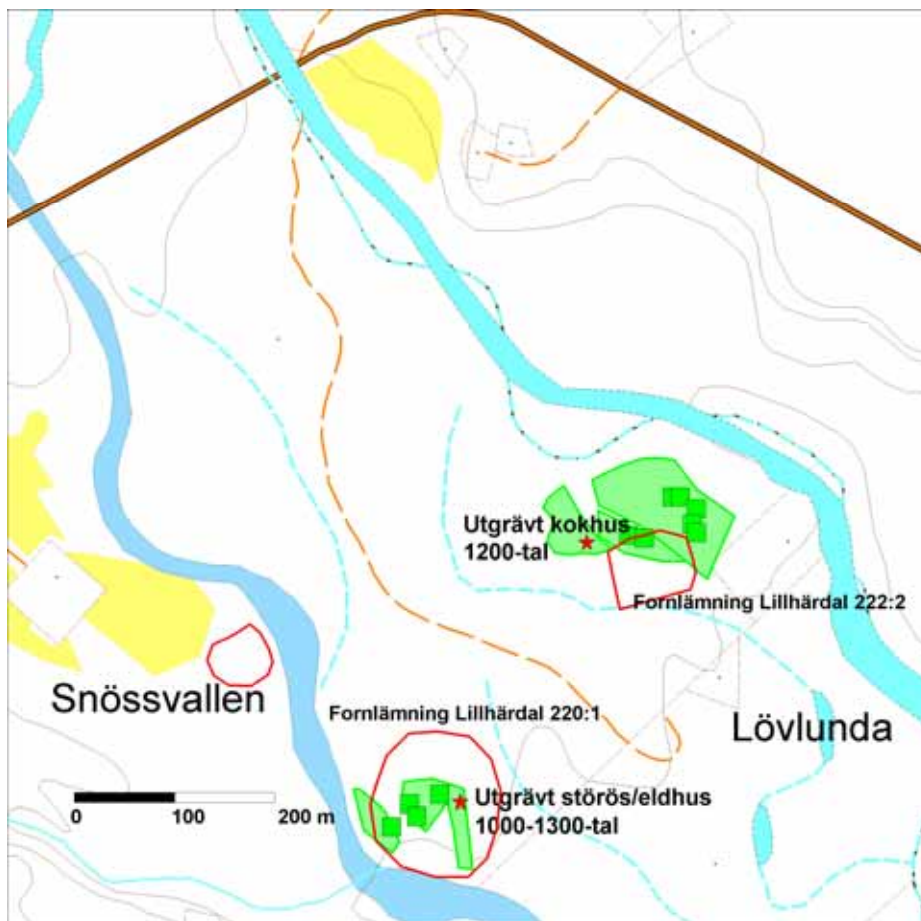 Utgrävt kokhus
1200-tal
Fornlämning Lillhärdal 222:2
Snössvallen
Fornlämning Lillhärdal 220:1
Lövlunda
Utgrävt störös/eldhus
1000-1300-tal
0 100 200 m